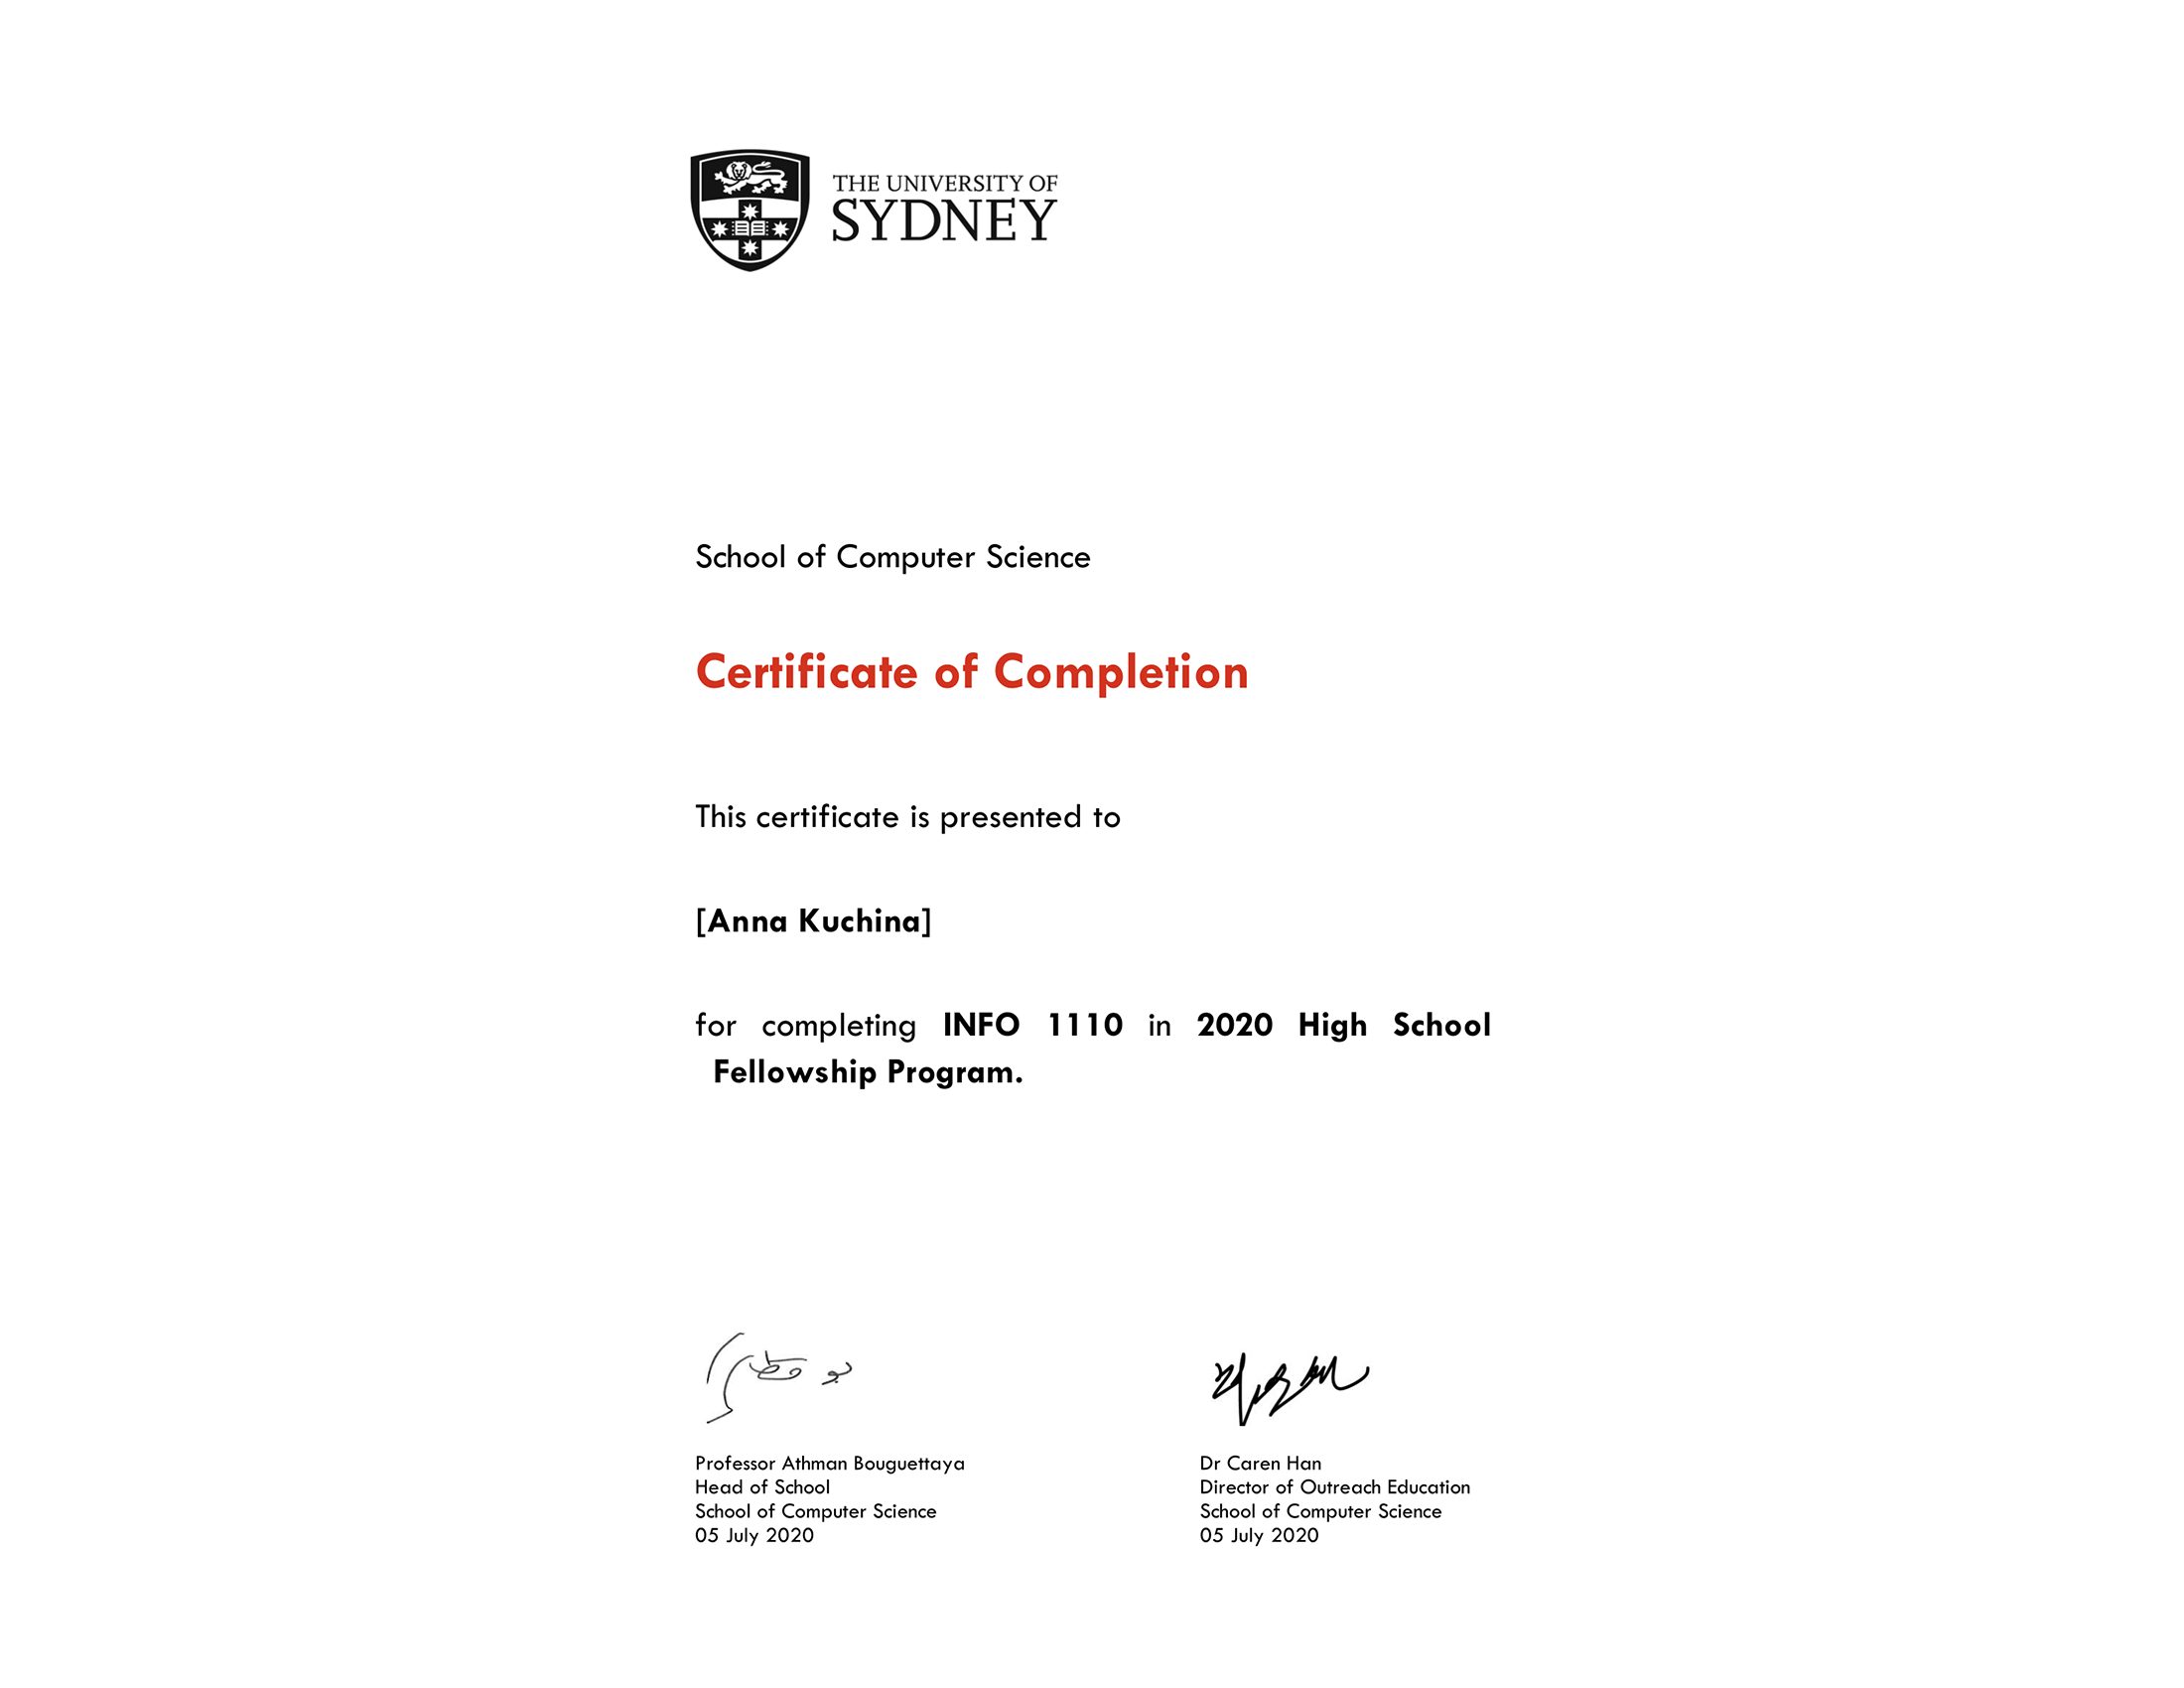 THE UNIVERSITY OF
SYDNEY
School of Computer Science
Certificate of Completion
This certificate is presented to
[Anna Kuchina]
for completing INFO 1110 in 2020 High School
Fellowship Program.
Professor Athman Bouguettaya
Head of School
School of Computer Science
05 July 2020
Dr Caren Han
Director of Outreach Education
School of Computer Science
05 July 2020